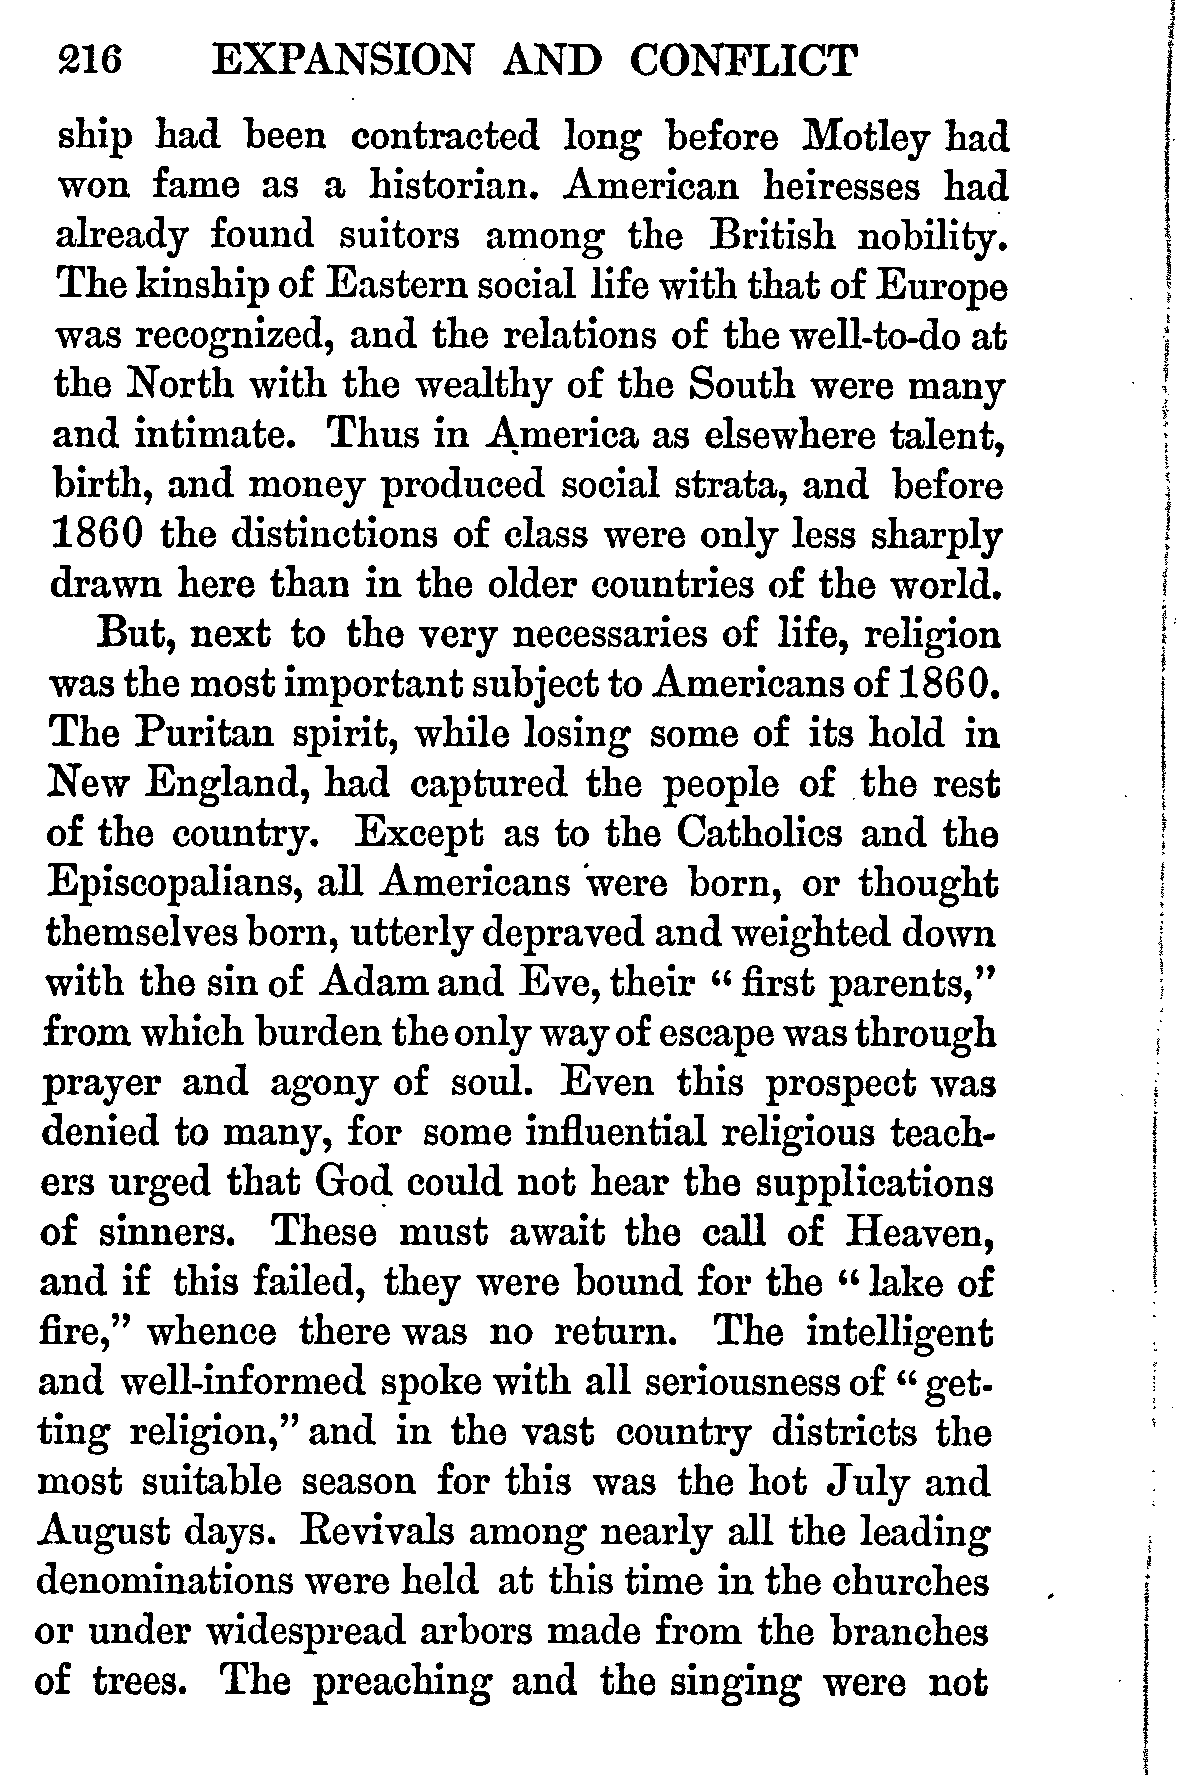 216 EXPANSION AND CONFLICT
ship had been contracted long before Motley had
won fame as a historian. American heiresses had
already found suitors among the British nobility.
The kinship of Eastern social life with that of Europe
was recognized, and the relations of the well-to-do at
the North with the wealthy of the South were many
and intimate. Thus in America as elsewhere talent,
birth, and money produced social strata, and before
1860 the distinctions of class were only less sharply
drawn here than in the older countries of the world.
But, next to the very necessaries of life, religion
was the most important subject to Americans of 1860.
The Puritan spirit, while losing some of its hold in
New England, had captured the people of the rest
of the country. Except as to the Catholics and the
Episcopalians, all Americans were born, or thought
themselves born, utterly depraved and weighted down
with the sin of Adam and Eve, their “ first parents,”
from which burden the only way of escape was through
prayer and agony of soul. Even this prospect was
denied to many, for some influential religious teach-
ers urged that God could not hear the supplications
of sinners. These must await the call of Heaven,
and if this failed, they were bound for the “ lake of
fire,” whence there was no return. The intelligent
and well-informed spoke with all seriousness of “ get-
ting religion,” and in the vast country districts the
most suitable season for this was the hot July and
August days. Revivals among nearly all the leading
denominations were held at this time in the churches
or under widespread arbors made from the branches
of trees. The preaching and the singing were not